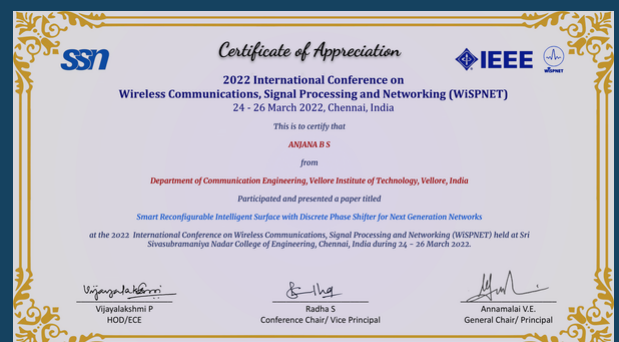 ssn
Certificate of Appreciation
IEEE
WiSPNET
2022 International Conference on
Wireless Communications, Signal Processing and Networking (WiSPNET)
24 - 26 March 2022, Chennai, India
This is to certify that
ANJANA B S
from
Department of Communication Engineering, Vellore Institute of Technology, Vellore, India
Participated and presented a paper titled
Smart Reconfigurable Intelligent Surface with Discrete Phase Shifter for Next Generation Networks
at the 2022 International Conference on Wireless Communications, Signal Processing and Networking (WiSPNET) held at Sri
Sivasubramaniya Nadar College of Engineering, Chennai, India during 24 – 26 March 2022.
Vijayalakshmi P
HOD/ECE
Radha S
Conference Chair/ Vice Principal
Annamalai V.E.
General Chair/ Principal